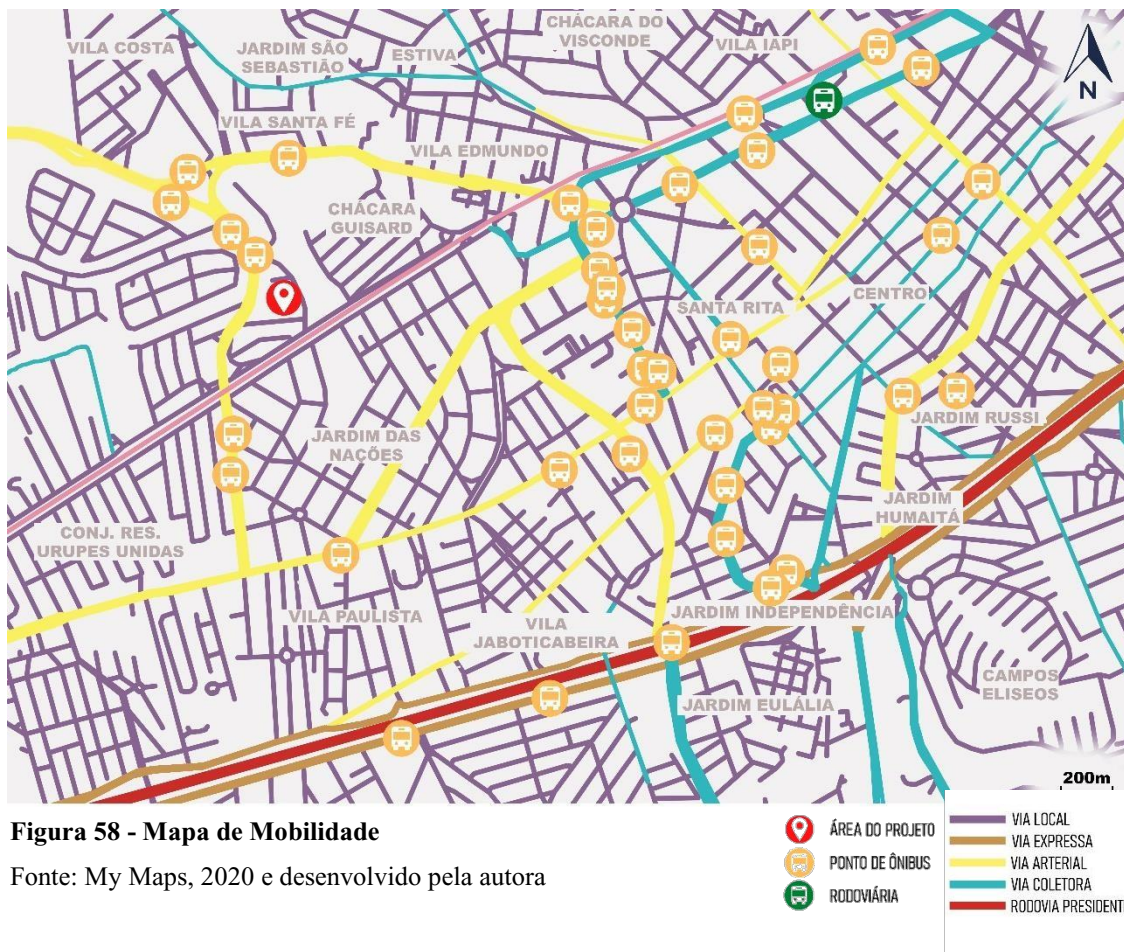 CHÁCARA DO
VISCONDE
VILA COSTA
JARDIM SÃO
SEBASTIÃO
ESTIVA
VILA IAPI
N
VILA SANTA FÉ
VILA EDMUNDO
CHÁCARA
GUISARD
CENTRO
SANTA RITA
JARDIM DAS
NAÇÕES
JARDIM RUSSI
JARDIM
HUMAITÁ
CONJ. RES.
URUPES UNIDAS
VILA PAULISTA
VILA
JABOTICABEIRA
JARDIM INDEPENDÊNCIA
CAMPOS
ELISEOS
JARDIM EULÁLIA
200m
Figura 58 - Mapa de Mobilidade
Fonte: My Maps, 2020 e desenvolvido pela autora
ÁREA DO PROJETO
PONTO DE ÔNIBUS
RODOVIÁRIA
VIA LOCAL
VIA EXPRESSA
VIA ARTERIAL
VIA COLETORA
RODOVIA PRESIDENT